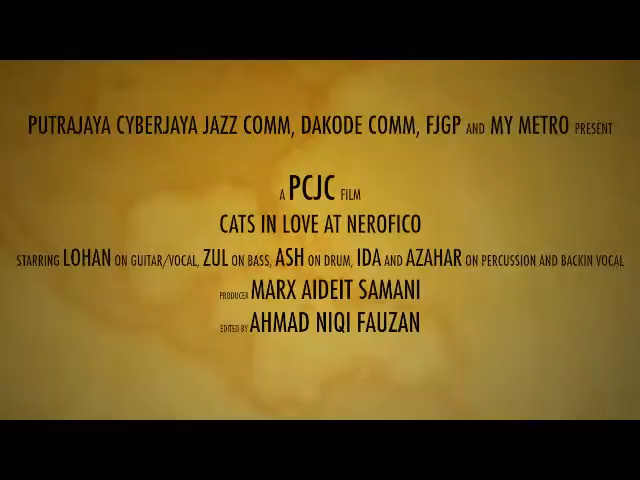 PUTRAJAYA CYBERJAYA JAZZ COMM, DAKODE COMM, FJGP AND MY METRO PRESENT
A PCJC FILM
CATS IN LOVE AT NEROFICO
STARRING LOHAN ON GUITAR/VOCAL, ZUL ON BASS, ASH ON DRUM, IDA AND AZAHAR ON PERCUSSION AND BACKIN VOCAL
PRODUCER MARX AIDEIT SAMANI
EDITED BY AHMAD NIQI FAUZAN